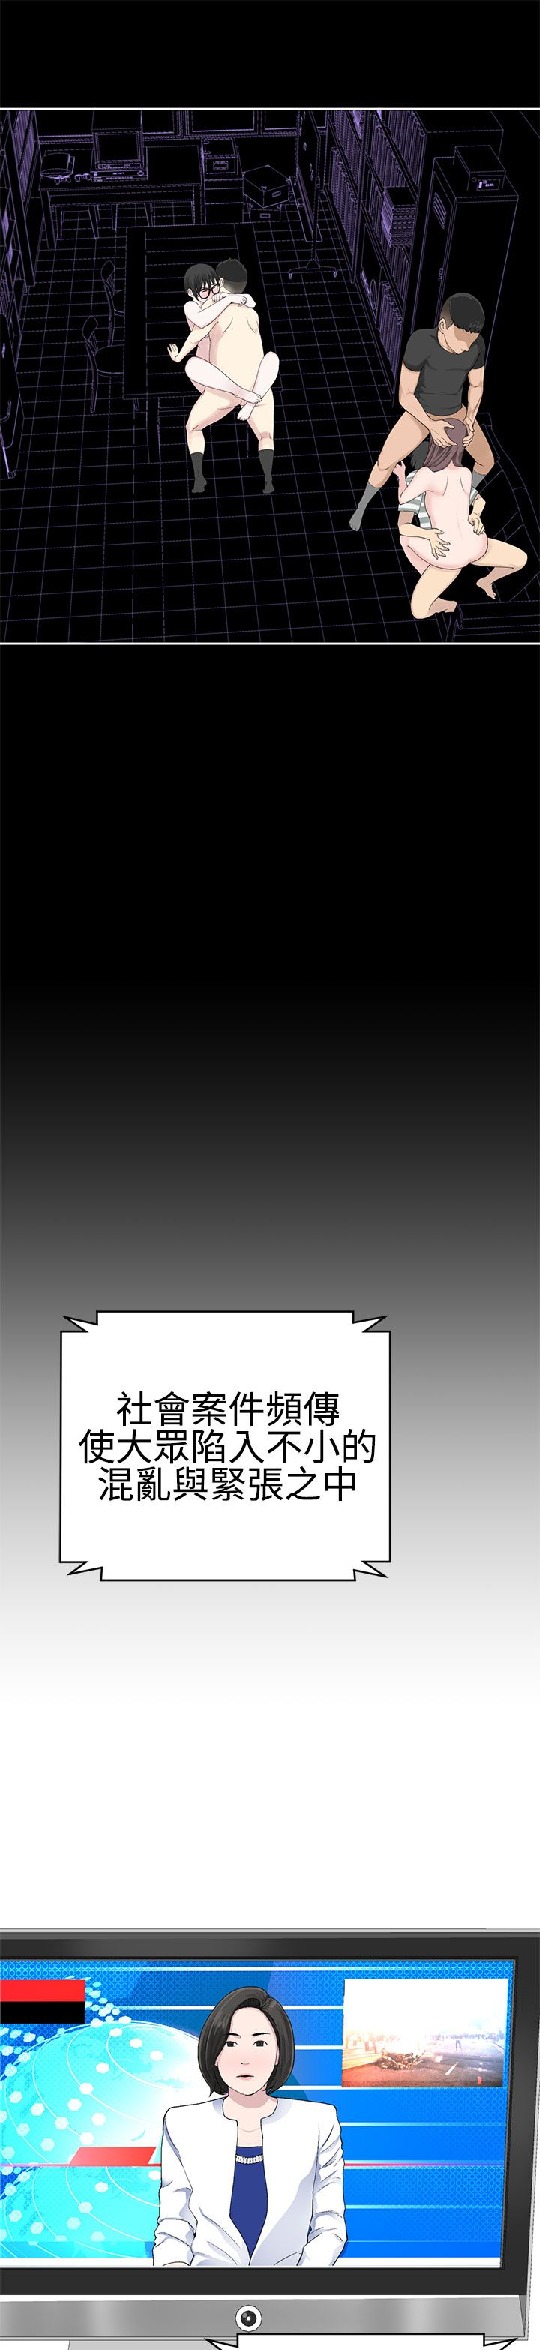 社會案件頻傳
使大眾陷入不小的
混亂與緊張之中